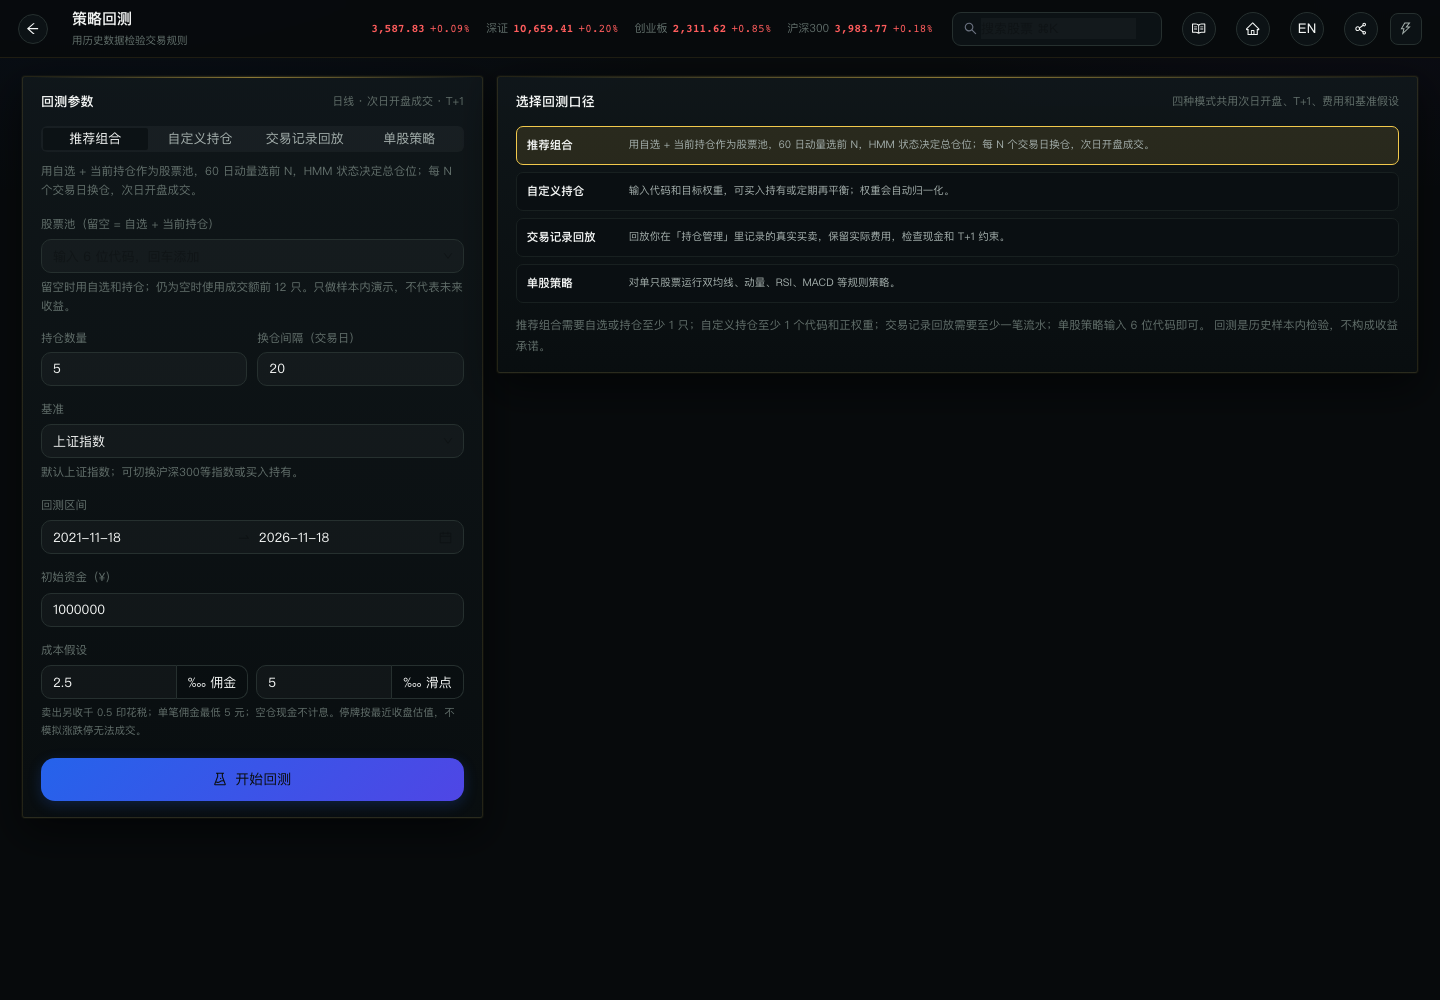 策略回测
用历史数据检验交易规则
3,587.83 +0.09% 深证 10,659.41 +0.20% 创业板 2,311.62 +0.85% 沪深300 3,983.77 +0.18%
EN
回测参数
日线 · 次日开盘成交 · T+1
推荐组合 自定义持仓 交易记录回放 单股策略
用自选 + 当前持仓作为股票池，60 日动量选前 N，HMM 状态决定总仓位；每 N
个交易日换仓，次日开盘成交。
股票池（留空 = 自选 + 当前持仓）
输入 6 位代码，回车添加
留空时用自选和持仓；仍为空时使用成交额前 12 只。只做样本内演示，不代表未来
收益。
持仓数量 换仓间隔（交易日）
5 20
基准
上证指数
默认上证指数；可切换沪深300等指数或买入持有。
回测区间
2021-11-18 2026-11-18
初始资金（¥）
1000000
成本假设
2.5 ‱ 佣金 5 ‱ 滑点
卖出另收千 0.5 印花税；单笔佣金最低 5 元；空仓现金不计息。停牌按最近收盘估值，不
模拟涨跌停无法成交。
开始回测
选择回测口径
四种模式共用次日开盘、T+1、费用和基准假设
推荐组合 用自选 + 当前持仓作为股票池，60 日动量选前 N，HMM 状态决定总仓位；每 N 个交易日换仓，次日开盘成交。
自定义持仓 输入代码和目标权重，可买入持有或定期再平衡；权重会自动归一化。
交易记录回放 回放你在「持仓管理」里记录的真实买卖，保留实际费用，检查现金和 T+1 约束。
单股策略 对单只股票运行双均线、动量、RSI、MACD 等规则策略。
推荐组合需要自选或持仓至少 1 只；自定义持仓至少 1 个代码和正权重；交易记录回放需要至少一笔流水；单股策略输入 6 位代码即可。 回测是历史样本内检验，不构成收益
承诺。